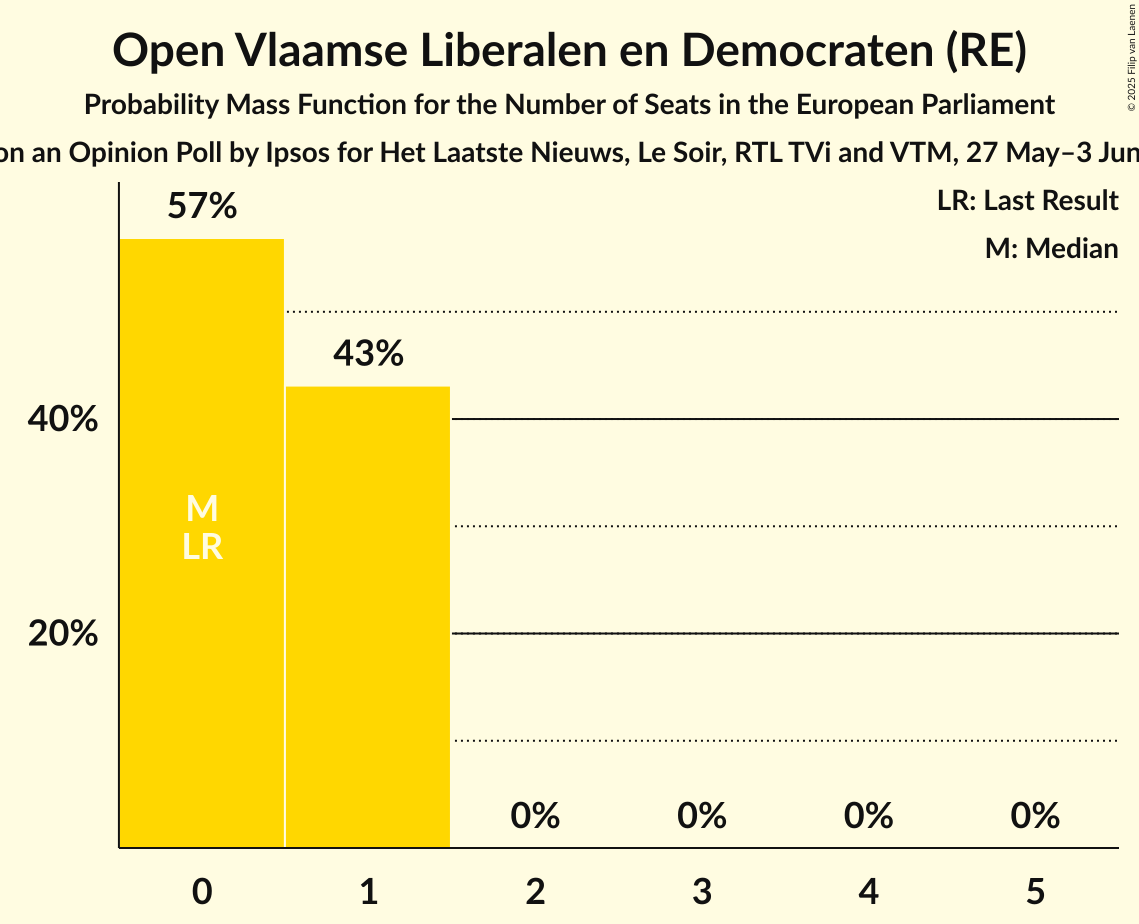 Open Vlaamse Liberalen en Democraten (RE)
Probability Mass Function for the Number of Seats in the European Parliament
on an Opinion Poll by Ipsos for Het Laatste Nieuws, Le Soir, RTL TVi and VTM, 27 May–3 Jun
© 2025 Filip van Laenen
LR: Last Result
M: Median
57%
43%
40%
20%
M
LR
0% 0% 0% 0%
0 1 2 3 4 5